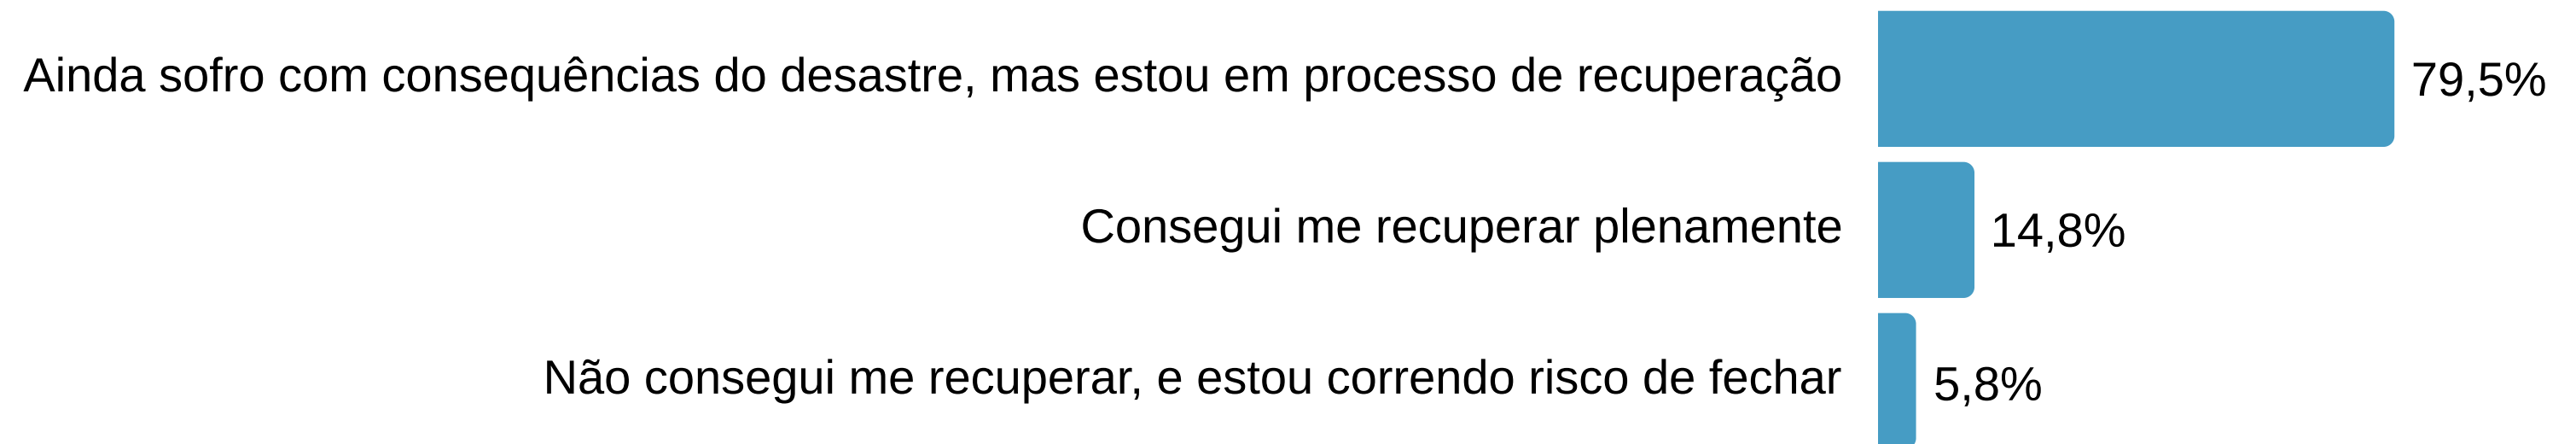 Ainda sofro com consequências do desastre, mas estou em processo de recuperação 79,5%
Consegui me recuperar plenamente 14,8%
Não consegui me recuperar, e estou correndo risco de fechar 5,8%